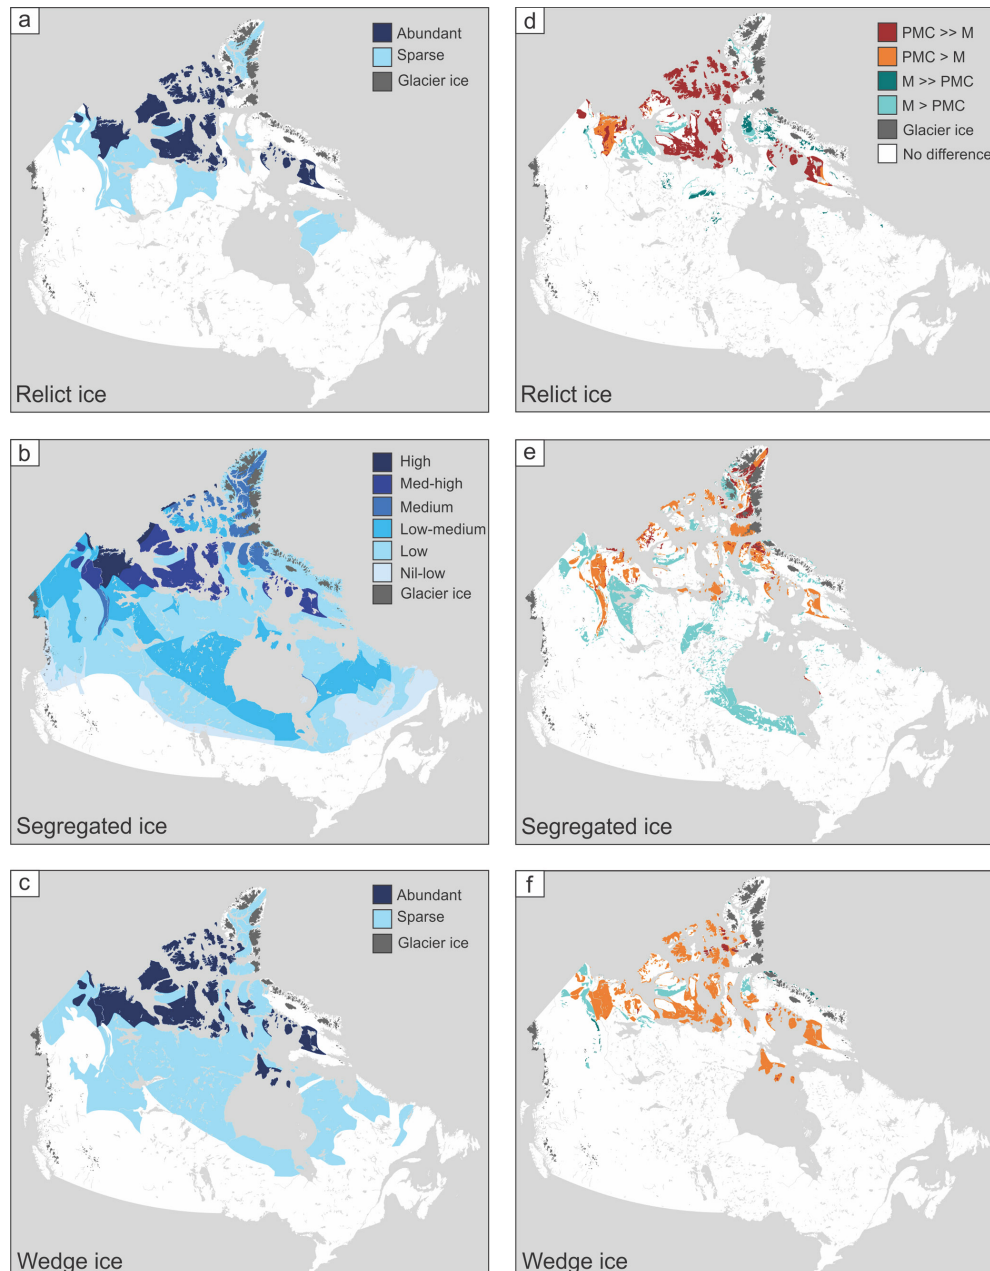 a
Abundant
Sparse
Glacier ice
Relict ice
d
PMC >> M
PMC > M
M >> PMC
M > PMC
Glacier ice
No difference
Relict ice
b
High
Med-high
Medium
Low-medium
Low
Nil-low
Glacier ice
Segregated ice
e
Segregated ice
c
Abundant
Sparse
Glacier ice
Wedge ice
f
Wedge ice